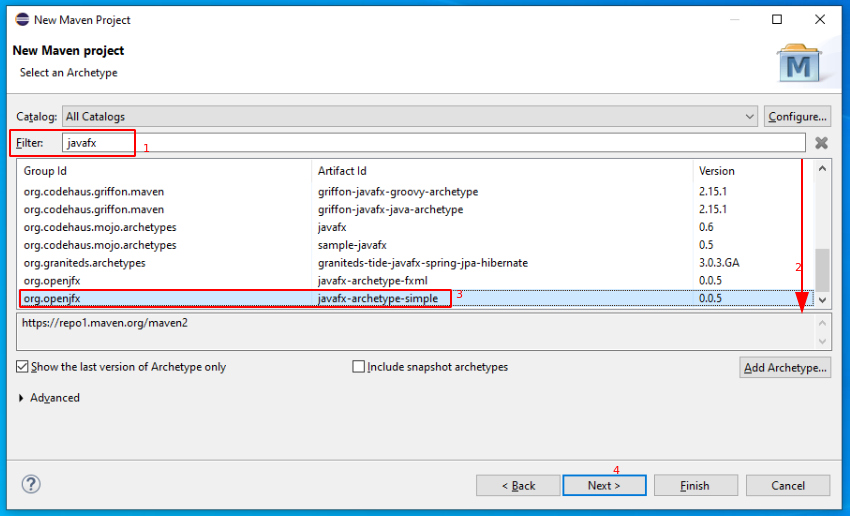 New Maven Project
New Maven project
Select an Archetype
M
Catalog: All Catalogs Configure...
Filter: javafx 1
Group Id Artifact Id Version
org.codehaus.griffon.maven griffon-javafx-groovy-archetype 2.15.1
org.codehaus.griffon.maven griffon-javafx-java-archetype 2.15.1
org.codehaus.mojo.archetypes javafx 0.6
org.codehaus.mojo.archetypes sample-javafx 0.5
org.graniteds.archetypes graniteds-tide-javafx-spring-jpa-hibernate 3.0.3.GA
2
org.openjfx javafx-archetype-fxml 0.0.5
org.openjfx javafx-archetype-simple 3 0.0.5
https://repo1.maven.org/maven2
Show the last version of Archetype only Include snapshot archetypes Add Archetype...
Advanced
4
? < Back Next > Finish Cancel